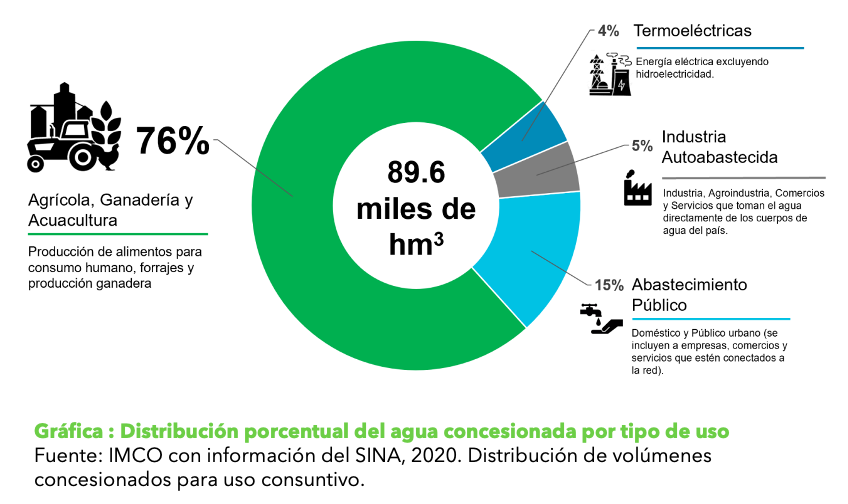 76%
Agrícola, Ganadería y
Acuacultura
Producción de alimentos para
consumo humano, forrajes y
producción ganadera
89.6
miles de
hm³
4% Termoeléctricas
Energía eléctrica excluyendo
hidroelectricidad.
5% Industria
Autoabastecida
Industria, Agroindustria, Comercios
y Servicios que toman el agua
directamente de los cuerpos de
agua del país.
15% Abastecimiento
Público
Doméstico y Público urbano (se
incluyen a empresas, comercios y
servicios que estén conectados a
la red).
Gráfica : Distribución porcentual del agua concesionada por tipo de uso
Fuente: IMCO con información del SINA, 2020. Distribución de volúmenes
concesionados para uso consuntivo.